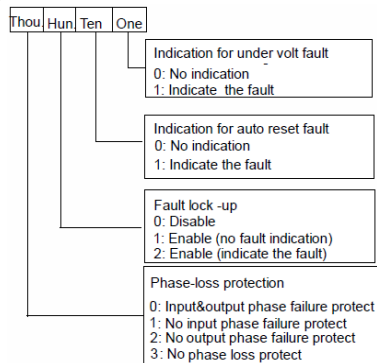 Thou. Hun. Ten One
Indication for under volt fault
0: No indication
1: Indicate the fault
Indication for auto reset fault
0: No indication
1: Indicate the fault
Fault lock -up
0: Disable
1: Enable (no fault indication)
2: Enable (indicate the fault)
Phase-loss protection
0: Input&output phase failure protect
1: No input phase failure protect
2: No output phase failure protect
3: No phase loss protect